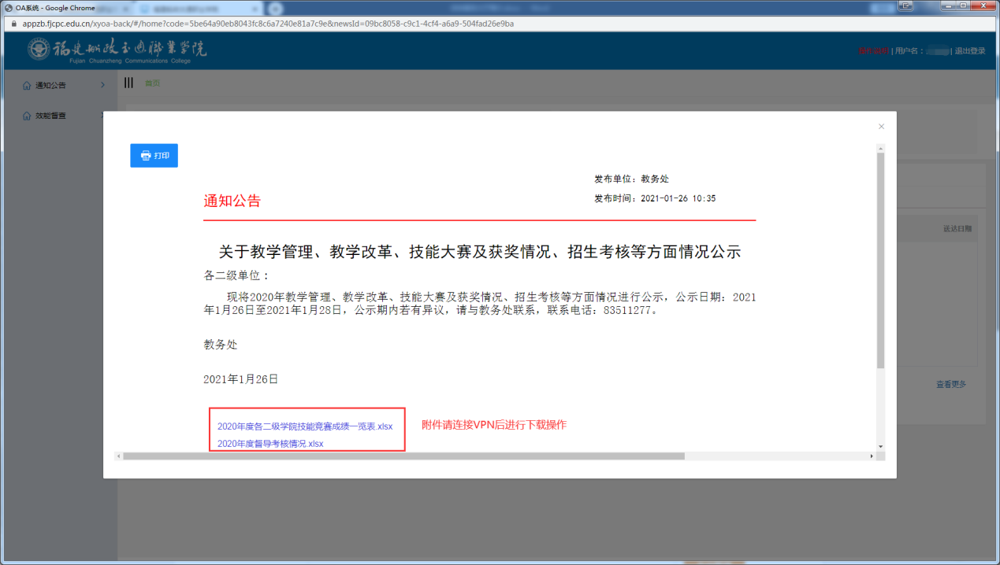 OA系统 - Google Chrome
appzb.fjcpc.edu.cn/xyoa-back/#/home?code=5be64a90eb8043fc8c6a7240e81a7c9e&newsId=09bc8058-c9c1-4cf4-a6a9-504fad26e9ba
福建船政交通職業学院
Fujian Chuanzheng Communications College
| 用户名： | 退出登录
通知公告
首页
效能督查
打印
发布单位：教务处
通知公告
发布时间：2021-01-26 10:35
送达日期
关于教学管理、教学改革、技能大赛及获奖情况、招生考核等方面情况公示
各二级单位：
现将2020年教学管理、教学改革、技能大赛及获奖情况、招生考核等方面情况进行公示，公示日期：2021
年1月26日至2021年1月28日，公示期内若有异议，请与教务处联系，联系电话：83511277。
教务处
2021年1月26日
查看更多
2020年度各二级学院技能竞赛成绩一览表.xlsx
附件请连接VPN后进行下载操作
2020年度督导考核情况.xlsx